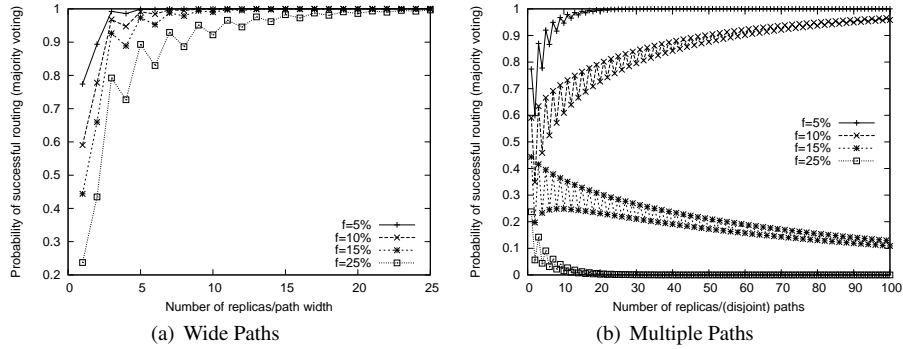 Probability of successful routing (majority voting)
1
0.9
0.8
0.7
0.6
0.5
0.4
0.3
0.2
f=5%
f=10%
f=15%
f=25%
0 5 10 15 20 25
Number of replicas/path width
(a) Wide Paths
Probability of successful routing (majority voting)
1
0.9
0.8
0.7
0.6
0.5
0.4
0.3
0.2
0.1
0
f=5%
f=10%
f=15%
f=25%
0 10 20 30 40 50 60 70 80 90 100
Number of replicas/(disjoint) paths
(b) Multiple Paths